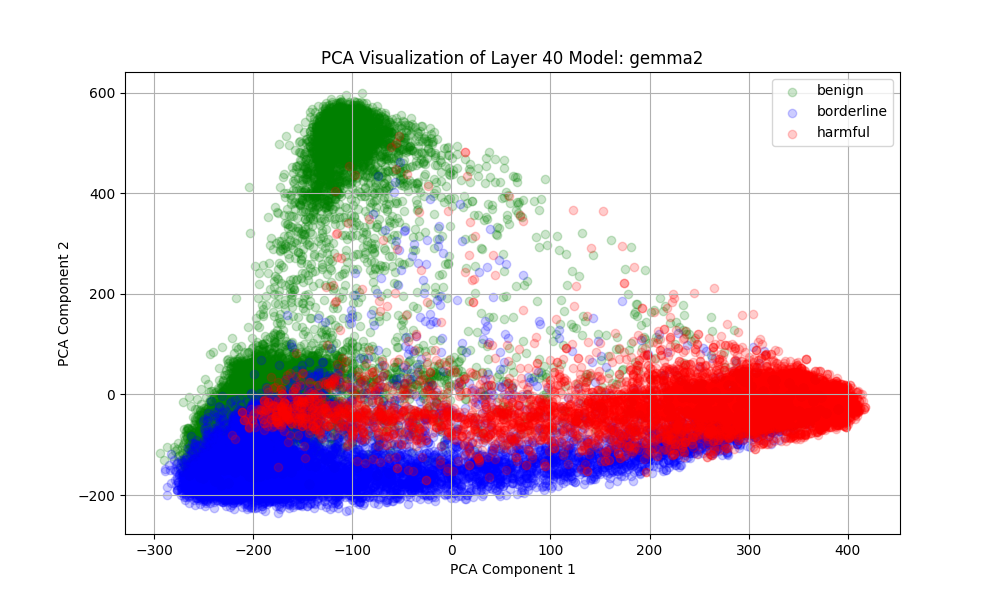 PCA Visualization of Layer 40 Model: gemma2
benign
borderline
harmful
PCA Component 2
600
400
200
0
−200
−300
−200
−100
0
100
200
300
400
PCA Component 1